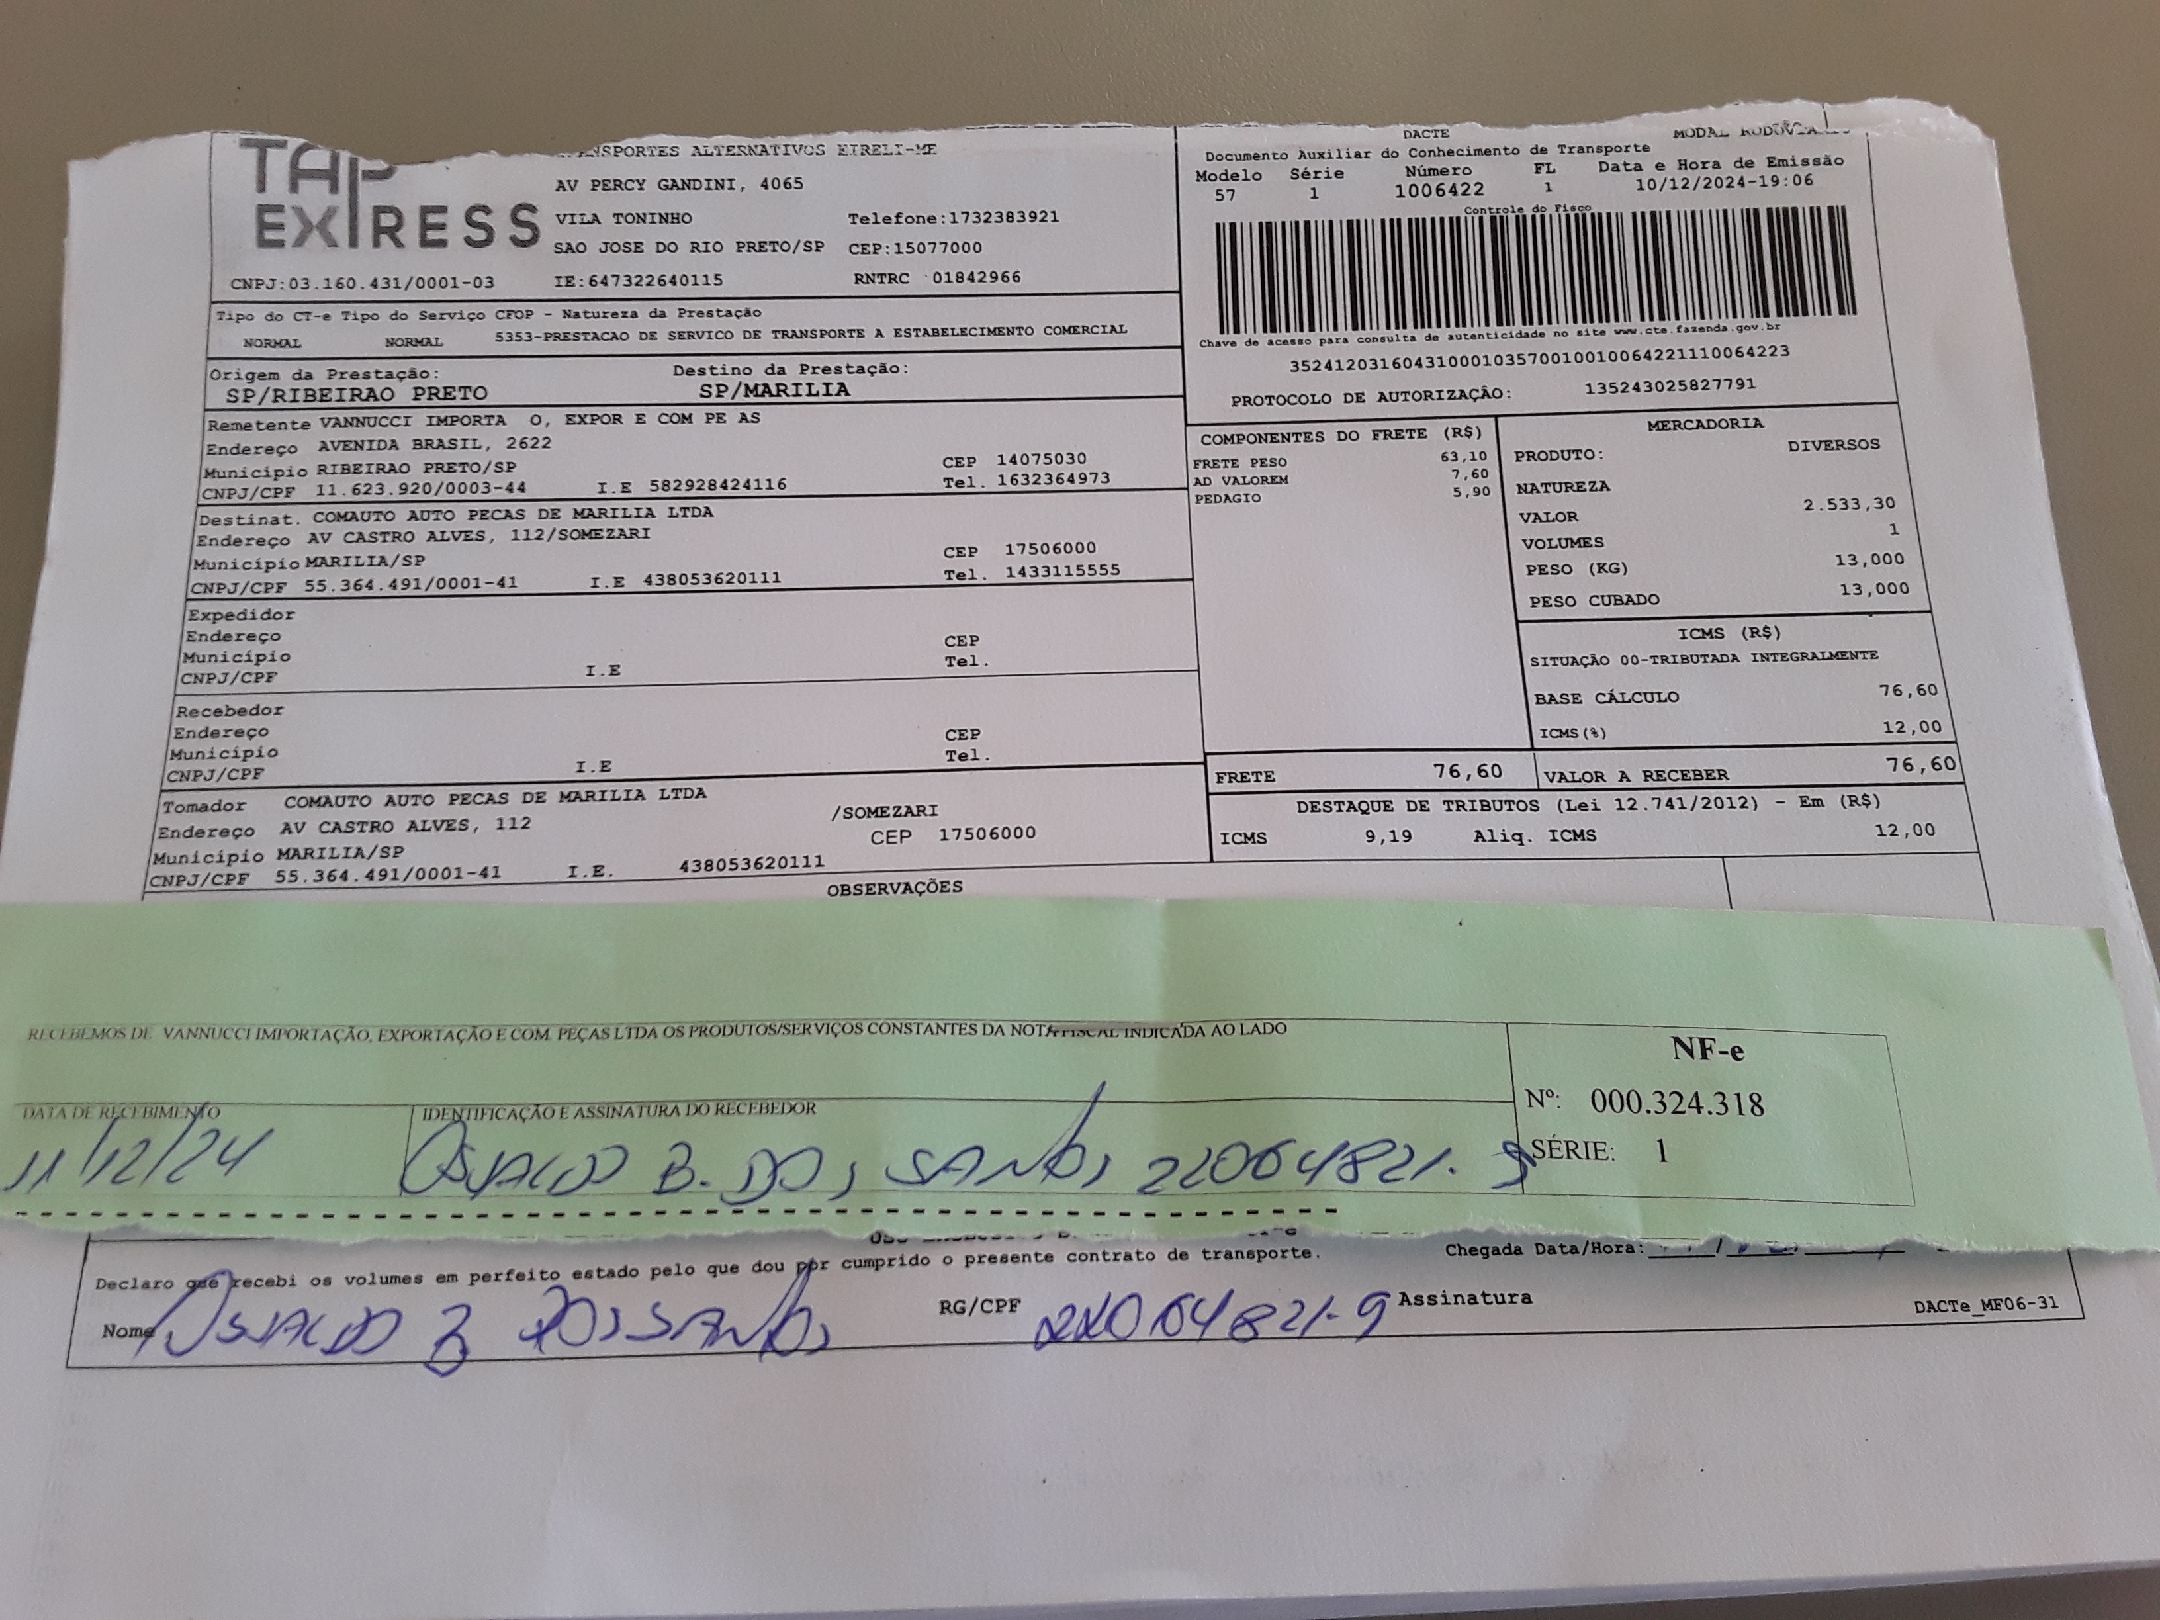 TAP
EXPRESS
TRANSPORTES ALTERNATIVOS EIRELI-ME
AV PERCY GANDINI, 4065
VILA TONINHO Telefone:1732383921
SAO JOSE DO RIO PRETO/SP CEP:15077000
CNPJ:03.160.431/0001-03 IE:647322640115 RNTRC 01842966
DACTE MODAL RODOVIARIO
Documento Auxiliar do Conhecimento de Transporte
Modelo Série Número FL Data e Hora de Emissão
57 1 1006422 1 10/12/2024-19:06
Controle do Fisco
Chave de acesso para consulta de autenticidade no site www.cte.fazenda.gov.br
35241203160431000103570010010064221110064223
PROTOCOLO DE AUTORIZAÇÃO: 135243025827791
Tipo do CT-e Tipo do Serviço CFOP - Natureza da Prestação
NORMAL NORMAL 5353-PRESTACAO DE SERVICO DE TRANSPORTE A ESTABELECIMENTO COMERCIAL
Origem da Prestação: Destino da Prestação:
SP/RIBEIRAO PRETO SP/MARILIA
Remetente VANNUCCI IMPORTA O, EXPOR E COM PE AS
Endereço AVENIDA BRASIL, 2622
Município RIBEIRAO PRETO/SP CEP 14075030
CNPJ/CPF 11.623.920/0003-44 I.E 582928424116 Tel. 1632364973
Destinat. COMAUTO AUTO PECAS DE MARILIA LTDA
Endereço AV CASTRO ALVES, 112/SOMEZARI
Município MARILIA/SP CEP 17506000
CNPJ/CPF 55.364.491/0001-41 I.E 438053620111 Tel. 1433115555
Expedidor
Endereço CEP
Município Tel.
CNPJ/CPF I.E
Recebedor
Endereço CEP
Município Tel.
CNPJ/CPF I.E
Tomador COMAUTO AUTO PECAS DE MARILIA LTDA
Endereço AV CASTRO ALVES, 112 /SOMEZARI
Município MARILIA/SP CEP 17506000
CNPJ/CPF 55.364.491/0001-41 I.E. 438053620111
COMPONENTES DO FRETE (R$)
FRETE PESO 63,10
AD VALOREM 7,60
PEDAGIO 5,90
MERCADORIA
PRODUTO: DIVERSOS
NATUREZA
VALOR 2.533,30
VOLUMES 1
PESO (KG) 13,000
PESO CUBADO 13,000
ICMS (R$)
SITUAÇÃO 00-TRIBUTADA INTEGRALMENTE
BASE CÁLCULO 76,60
ICMS(%) 12,00
FRETE 76,60 VALOR A RECEBER 76,60
DESTAQUE DE TRIBUTOS (Lei 12.741/2012) - Em (R$)
ICMS 9,19 Aliq. ICMS 12,00
OBSERVAÇÕES
RECEBEMOS DE VANNUCCI IMPORTAÇÃO, EXPORTAÇÃO E COM. PEÇAS LTDA OS PRODUTOS/SERVIÇOS CONSTANTES DA NOTA FISCAL INDICADA AO LADO
DATA DE RECEBIMENTO IDENTIFICAÇÃO E ASSINATURA DO RECEBEDOR
11/12/24 OSVALDO B. DOS SANTOS 22064821-9
NF-e
Nº: 000.324.318
SÉRIE: 1
Chegada Data/Hora:
Declaro que recebi os volumes em perfeito estado pelo que dou por cumprido o presente contrato de transporte.
Nome OSVALDO B DOS SANTOS RG/CPF 22064821-9 Assinatura
DACTe_MF06-31